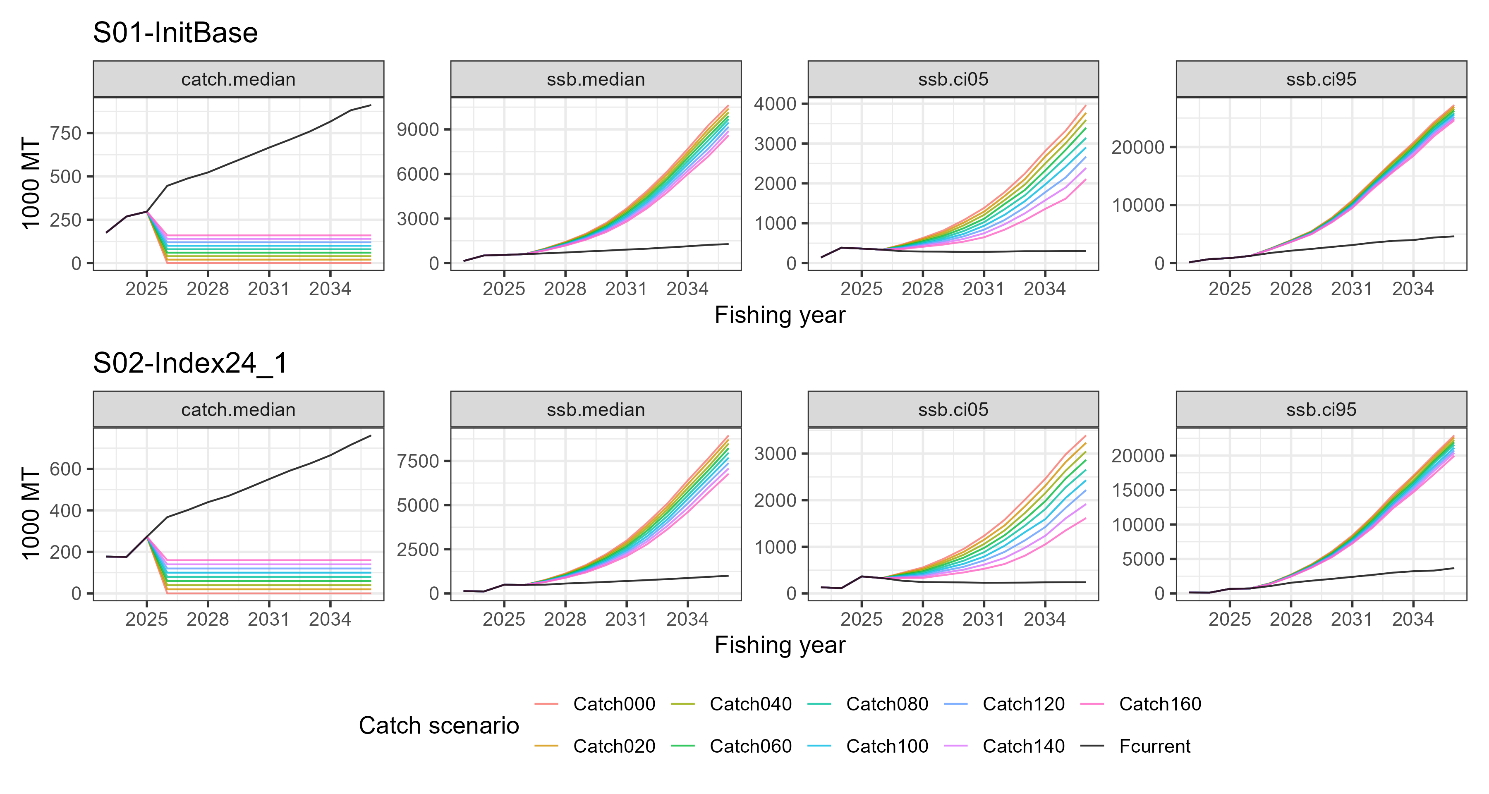 S01-InitBase
catch.median ssb.median ssb.ci05 ssb.ci95
1000 MT
750
500
250
0
9000
6000
3000
0
4000
3000
2000
1000
0
20000
10000
0
2025 2028 2031 2034 2025 2028 2031 2034 2025 2028 2031 2034 2025 2028 2031 2034
Fishing year
S02-Index24_1
catch.median ssb.median ssb.ci05 ssb.ci95
1000 MT
600
400
200
0
7500
5000
2500
0
3000
2000
1000
0
20000
15000
10000
5000
0
2025 2028 2031 2034 2025 2028 2031 2034 2025 2028 2031 2034 2025 2028 2031 2034
Fishing year
Catch scenario
Catch000 Catch040 Catch080 Catch120 Catch160
Catch020 Catch060 Catch100 Catch140 Fcurrent